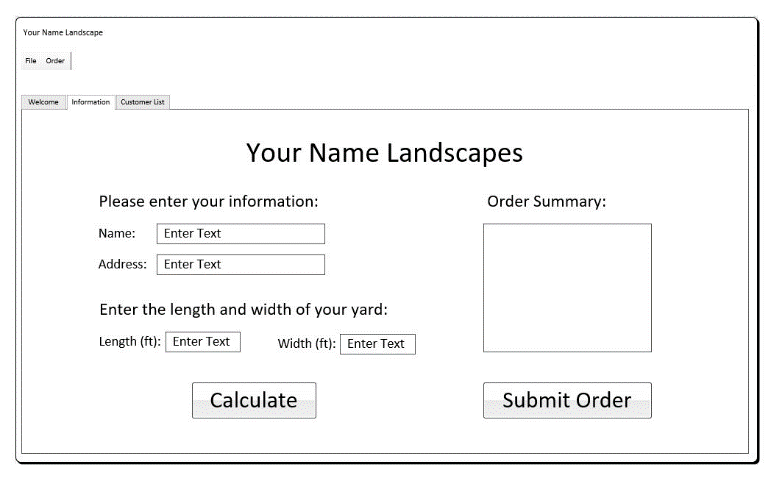 Your Name Landscape
File Order
Welcome Information Customer List
Your Name Landscapes
Please enter your information:
Name: Enter Text
Address: Enter Text
Enter the length and width of your yard:
Length (ft): Enter Text Width (ft): Enter Text
Calculate
Order Summary:
Submit Order